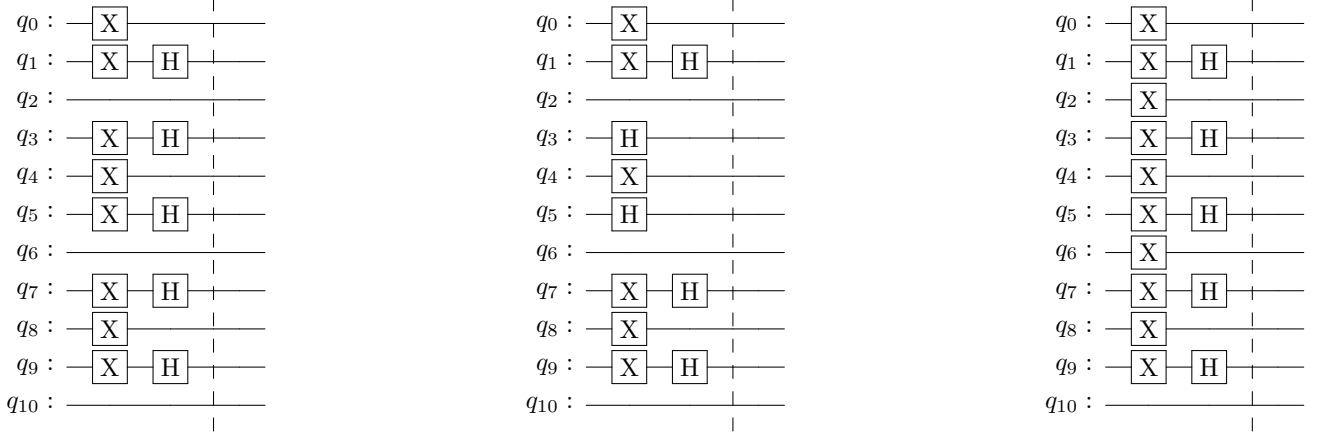 q0 : X q0 : X q0 : X
q1 : X H q1 : X H q1 : X H
q2 : q2 : q2 : X
q3 : X H q3 : H q3 : X H
q4 : X q4 : X q4 : X
q5 : X H q5 : H q5 : X H
q6 : q6 : q6 : X
q7 : X H q7 : X H q7 : X H
q8 : X q8 : X q8 : X
q9 : X H q9 : X H q9 : X H
q10 : q10 : q10 :